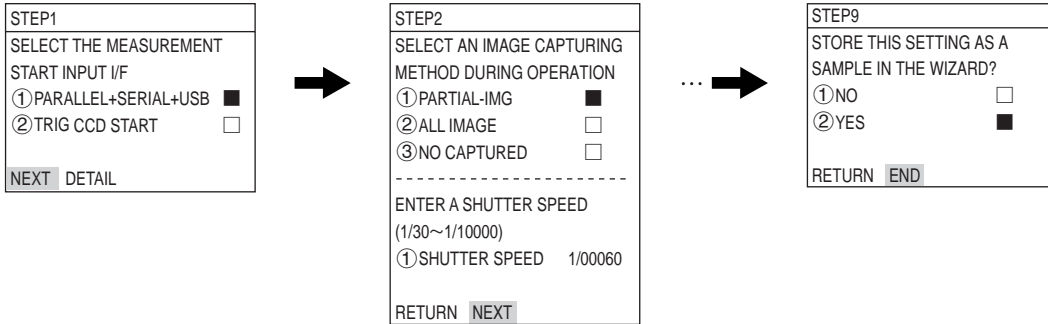 STEP1
SELECT THE MEASUREMENT
START INPUT I/F
①PARALLEL+SERIAL+USB ■
②TRIG CCD START □
NEXT DETAIL
STEP2
SELECT AN IMAGE CAPTURING
METHOD DURING OPERATION
①PARTIAL-IMG ■
②ALL IMAGE □
③NO CAPTURED □
ENTER A SHUTTER SPEED
(1/30～1/10000)
①SHUTTER SPEED 1/00060
RETURN NEXT
…
STEP9
STORE THIS SETTING AS A
SAMPLE IN THE WIZARD?
①NO □
②YES ■
RETURN END